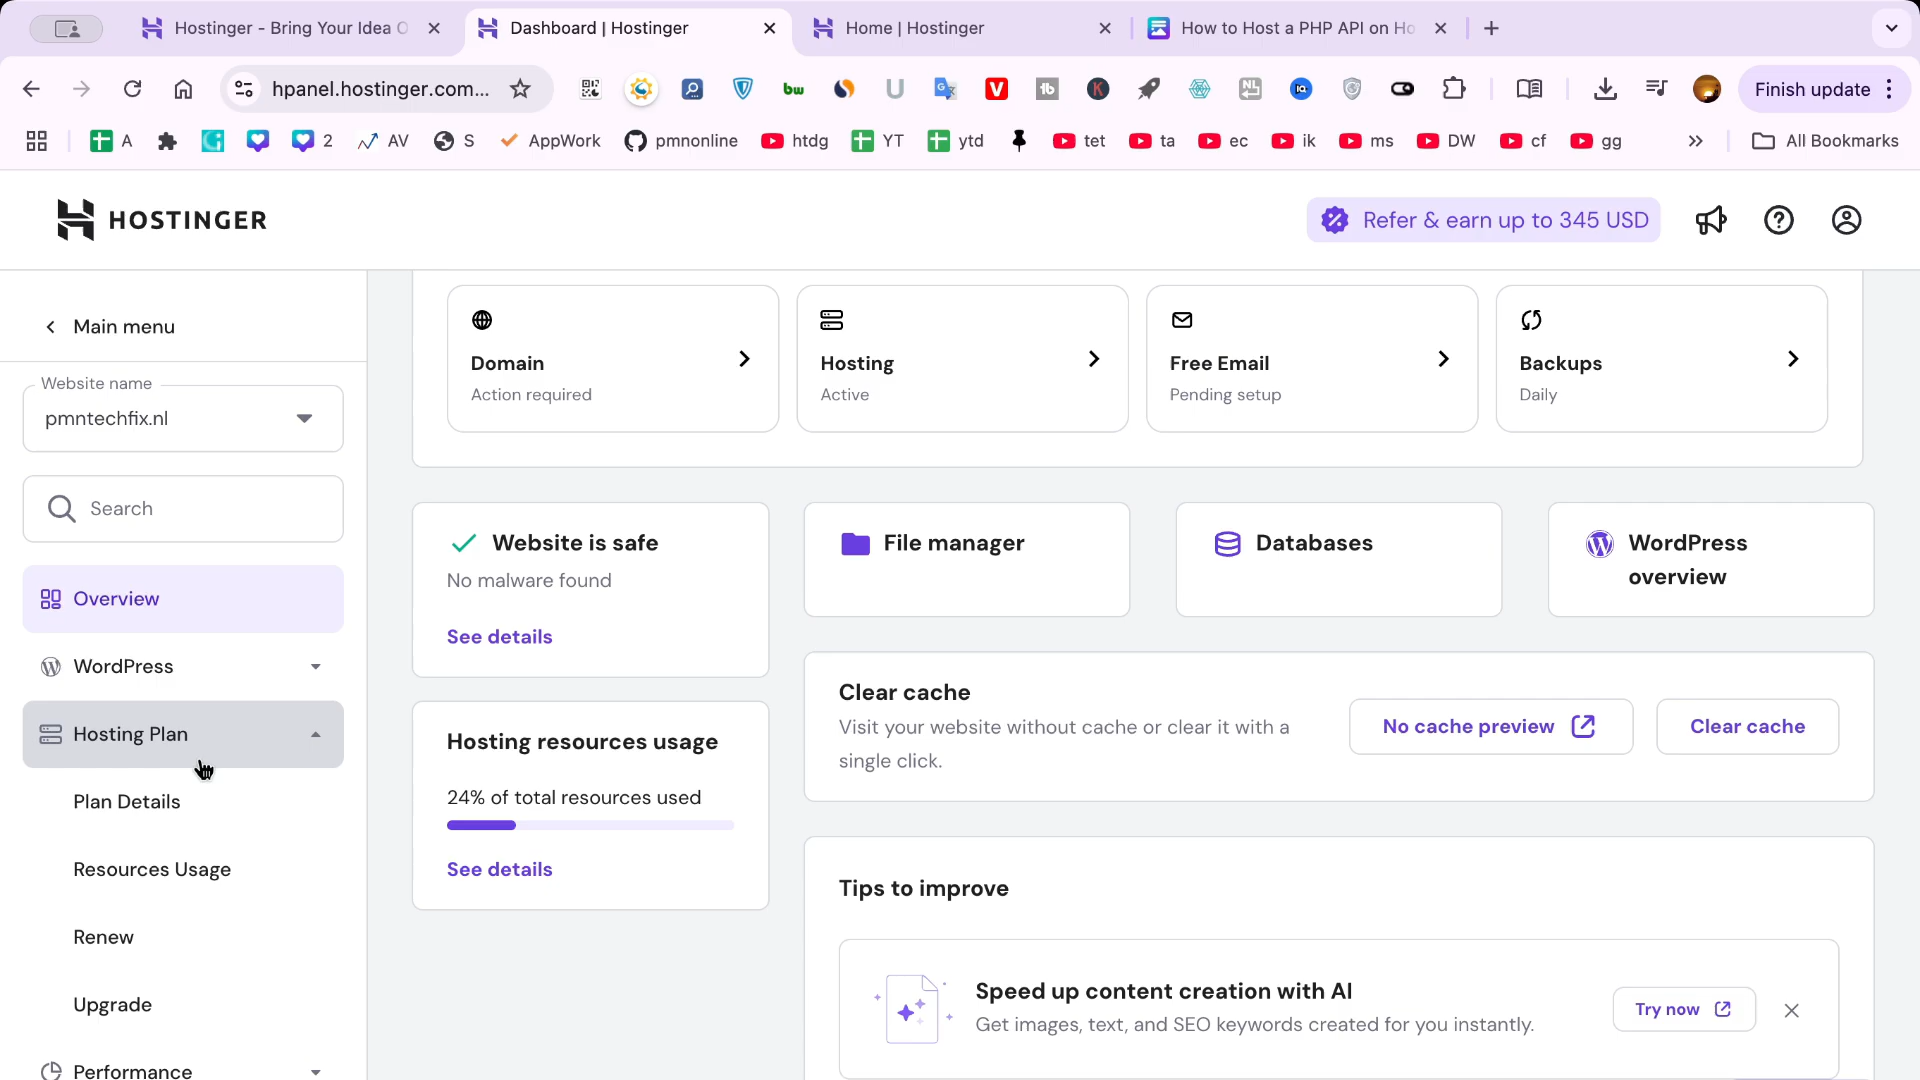 Hostinger - Bring Your Idea O
Dashboard | Hostinger
Home | Hostinger
How to Host a PHP API on Ho
hpanel.hostinger.com...
bw
U
V
tb
K
NL
IQ
Finish update
A
2
AV
S
AppWork
pmnonline
htdg
YT
ytd
tet
ta
ec
ik
ms
DW
cf
gg
All Bookmarks
HOSTINGER
Refer & earn up to 345 USD
Main menu
Website name
pmntechfix.nl
Search
Overview
WordPress
Hosting Plan
Plan Details
Resources Usage
Renew
Upgrade
Performance
Domain
Action required
Hosting
Active
Free Email
Pending setup
Backups
Daily
Website is safe
No malware found
See details
File manager
Databases
WordPress
overview
Hosting resources usage
24% of total resources used
See details
Clear cache
Visit your website without cache or clear it with a
single click.
No cache preview
Clear cache
Tips to improve
Speed up content creation with AI
Get images, text, and SEO keywords created for you instantly.
Try now